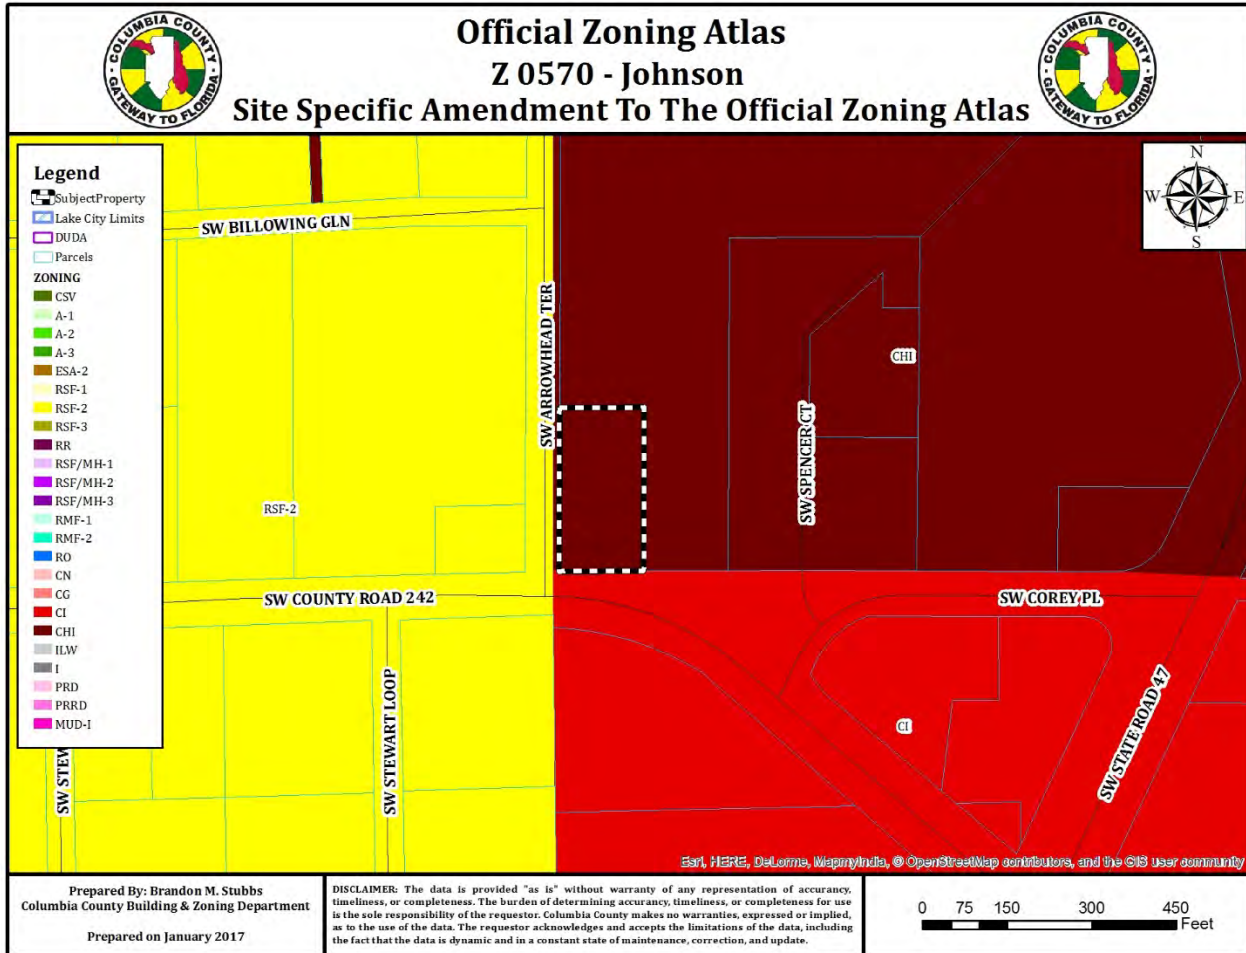 Official Zoning Atlas
Z 0570 - Johnson
Site Specific Amendment To The Official Zoning Atlas
COLUMBIA COUNTY
GATEWAY TO FLORIDA
COLUMBIA COUNTY
GATEWAY TO FLORIDA
Legend
SubjectProperty
Lake City Limits
DUDA
Parcels
ZONING
CSV
A-1
A-2
A-3
ESA-2
RSF-1
RSF-2
RSF-3
RR
RSF/MH-1
RSF/MH-2
RSF/MH-3
RMF-1
RMF-2
RO
CN
CG
CI
CHI
ILW
I
PRD
PRRD
MUD-I
N
W E
S
SW BILLOWING GLN
SW ARROWHEAD TER
CHI
SW SPENCER CT
RSF-2
SW COUNTY ROAD 242
SW COREY PL
SW STEW
SW STEWART LOOP
CI
SW STATE ROAD 47
Esri, HERE, DeLorme, MapmyIndia, © OpenStreetMap contributors, and the GIS user community
Prepared By: Brandon M. Stubbs
Columbia County Building & Zoning Department
Prepared on January 2017
DISCLAIMER: The data is provided "as is" without warranty of any representation of accurancy,
timeliness, or completeness. The burden of determining accurancy, timeliness, or completeness for use
is the sole responsibility of the requestor. Columbia County makes no warranties, expressed or implied,
as to the use of the data. The requestor acknowledges and accepts the limitations of the data, including
the fact that the data is dynamic and in a constant state of maintenance, correction, and update.
0 75 150 300 450
Feet